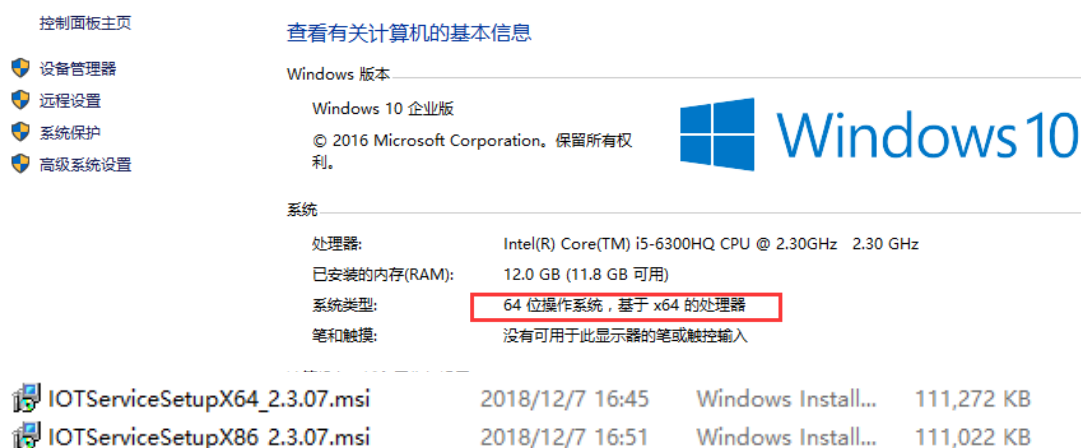 控制面板主页
设备管理器
远程设置
系统保护
高级系统设置
查看有关计算机的基本信息
Windows 版本
Windows 10 企业版
© 2016 Microsoft Corporation。保留所有权
利。
Windows 10
系统
处理器: Intel(R) Core(TM) i5-6300HQ CPU @ 2.30GHz 2.30 GHz
已安装的内存(RAM): 12.0 GB (11.8 GB 可用)
系统类型: 64 位操作系统，基于 x64 的处理器
笔和触摸: 没有可用于此显示器的笔或触控输入
IOTServiceSetupX64_2.3.07.msi 2018/12/7 16:45 Windows Install... 111,272 KB
IOTServiceSetupX86_2.3.07.msi 2018/12/7 16:51 Windows Install... 111,022 KB